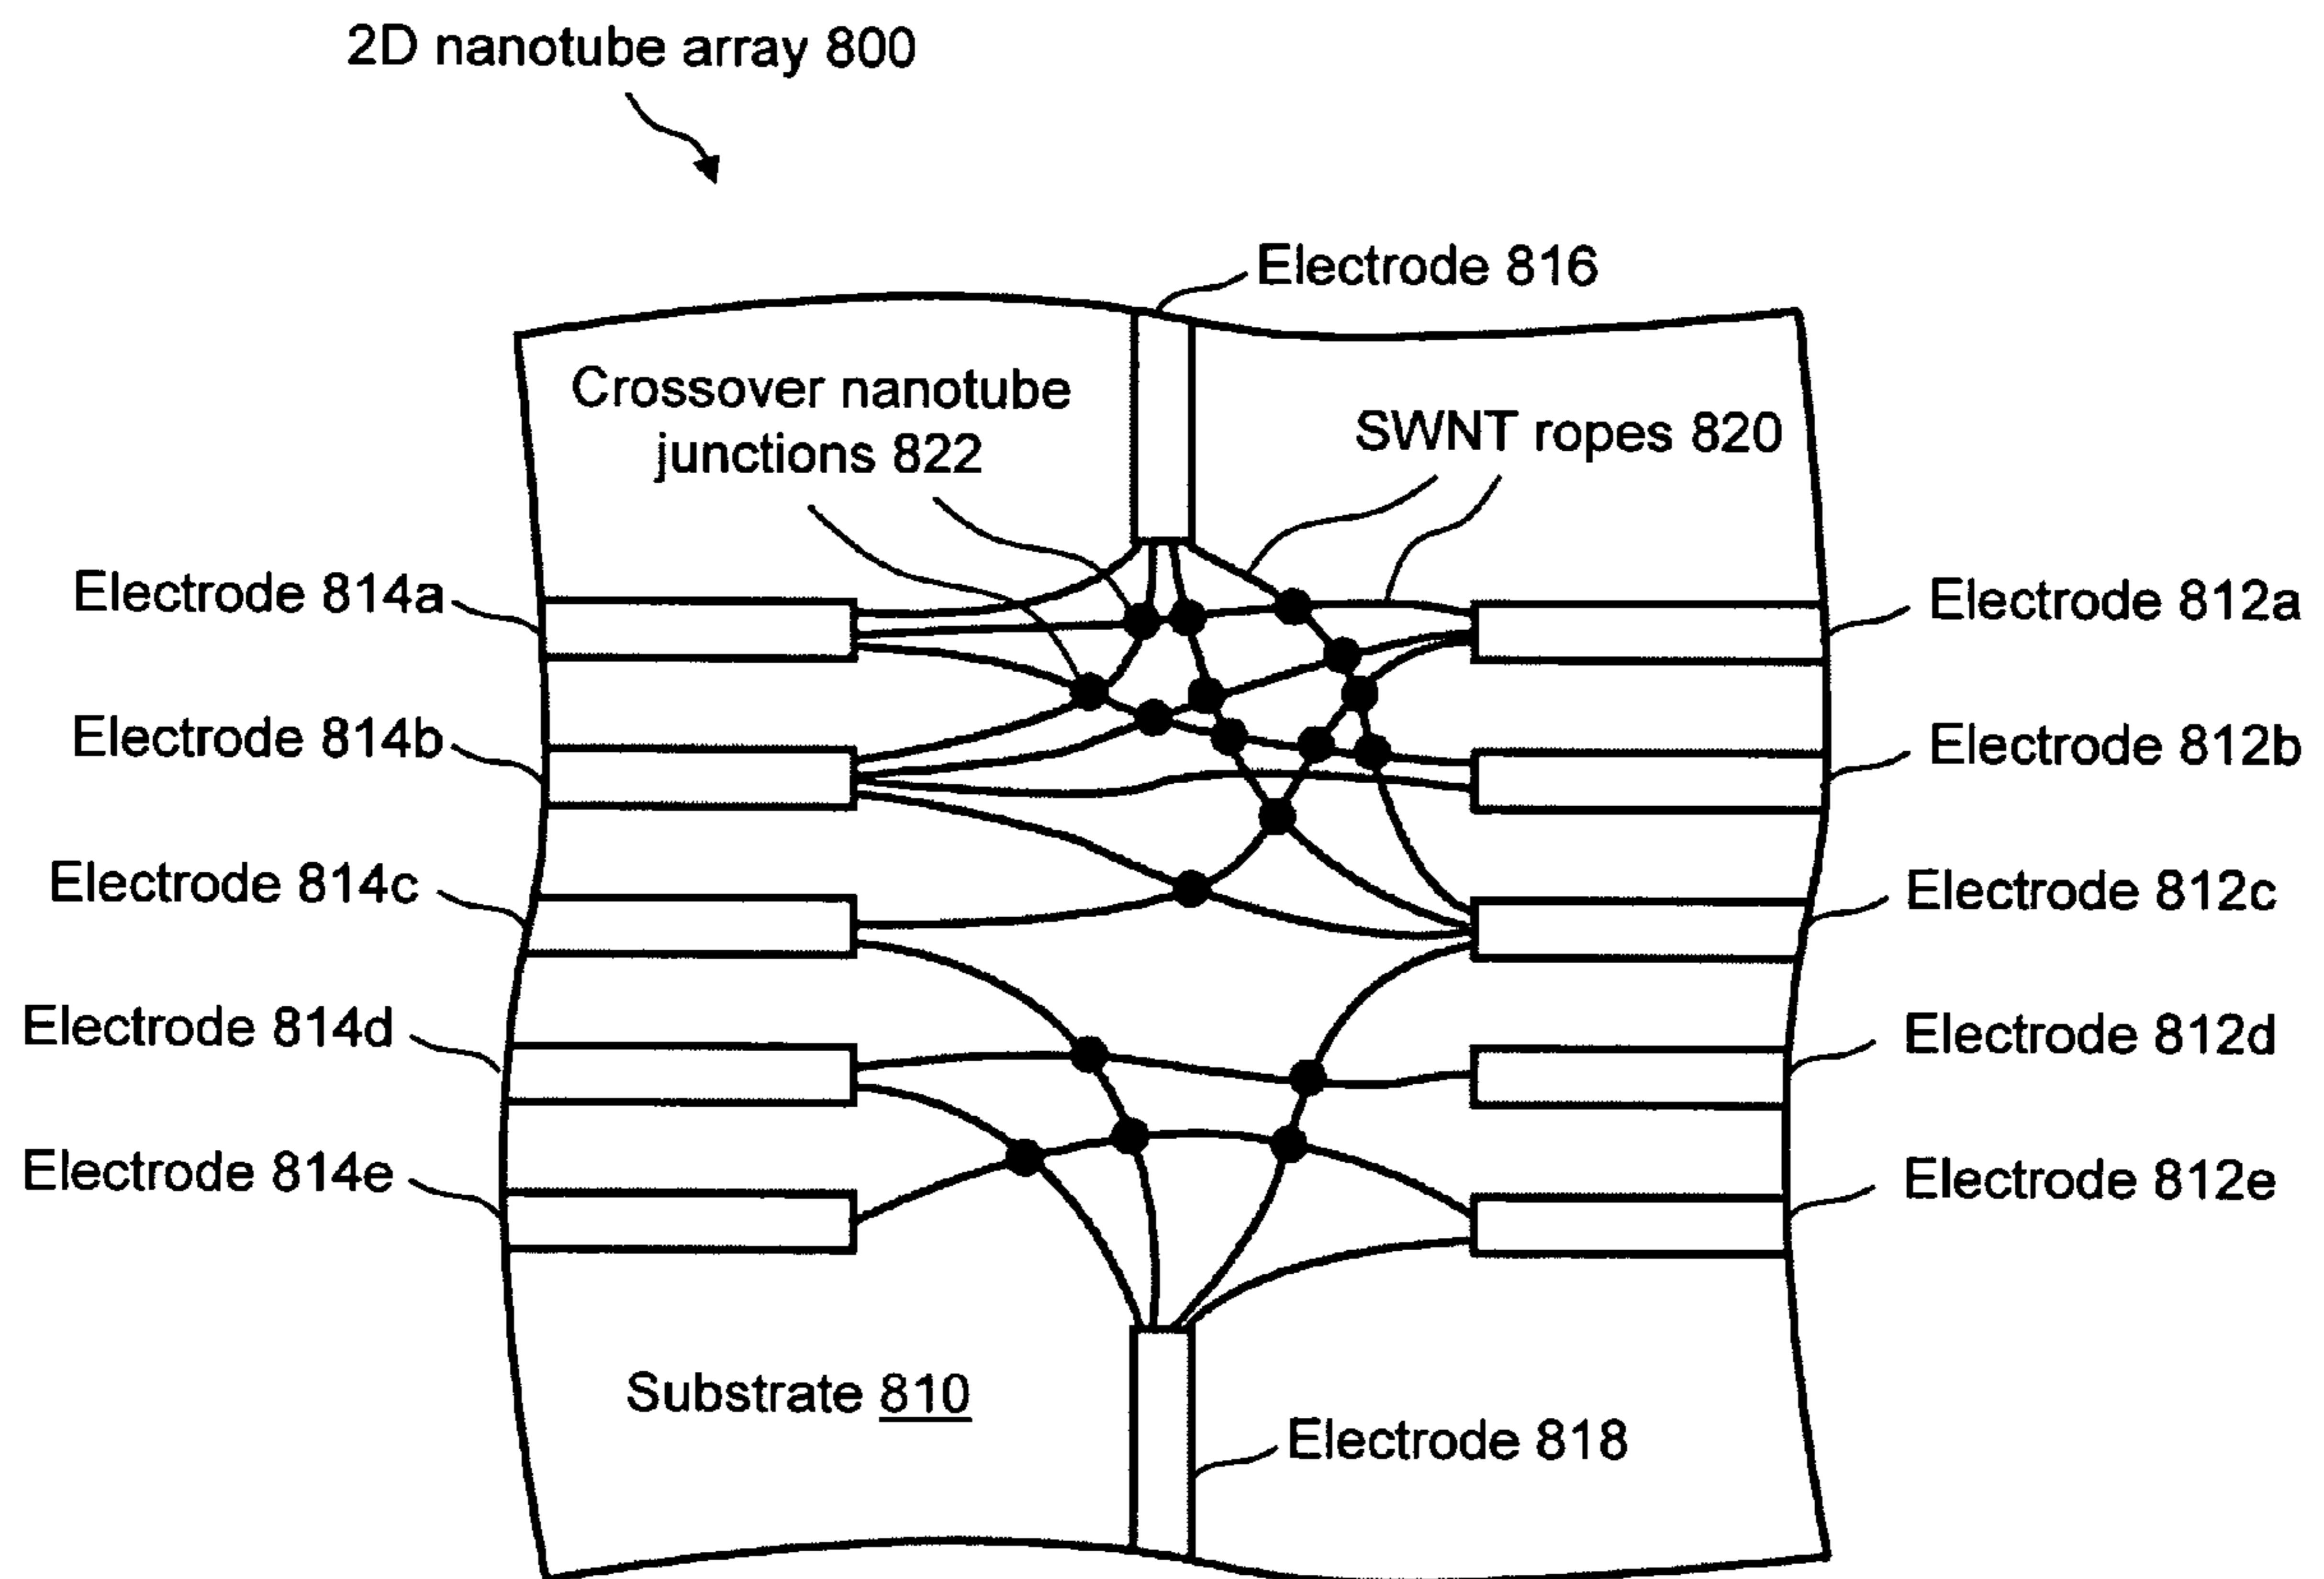 2D nanotube array 800
Electrode 816
Crossover nanotube
junctions 822
SWNT ropes 820
Electrode 814a
Electrode 812a
Electrode 814b
Electrode 812b
Electrode 814c
Electrode 812c
Electrode 814d
Electrode 812d
Electrode 814e
Electrode 812e
Substrate 810
Electrode 818